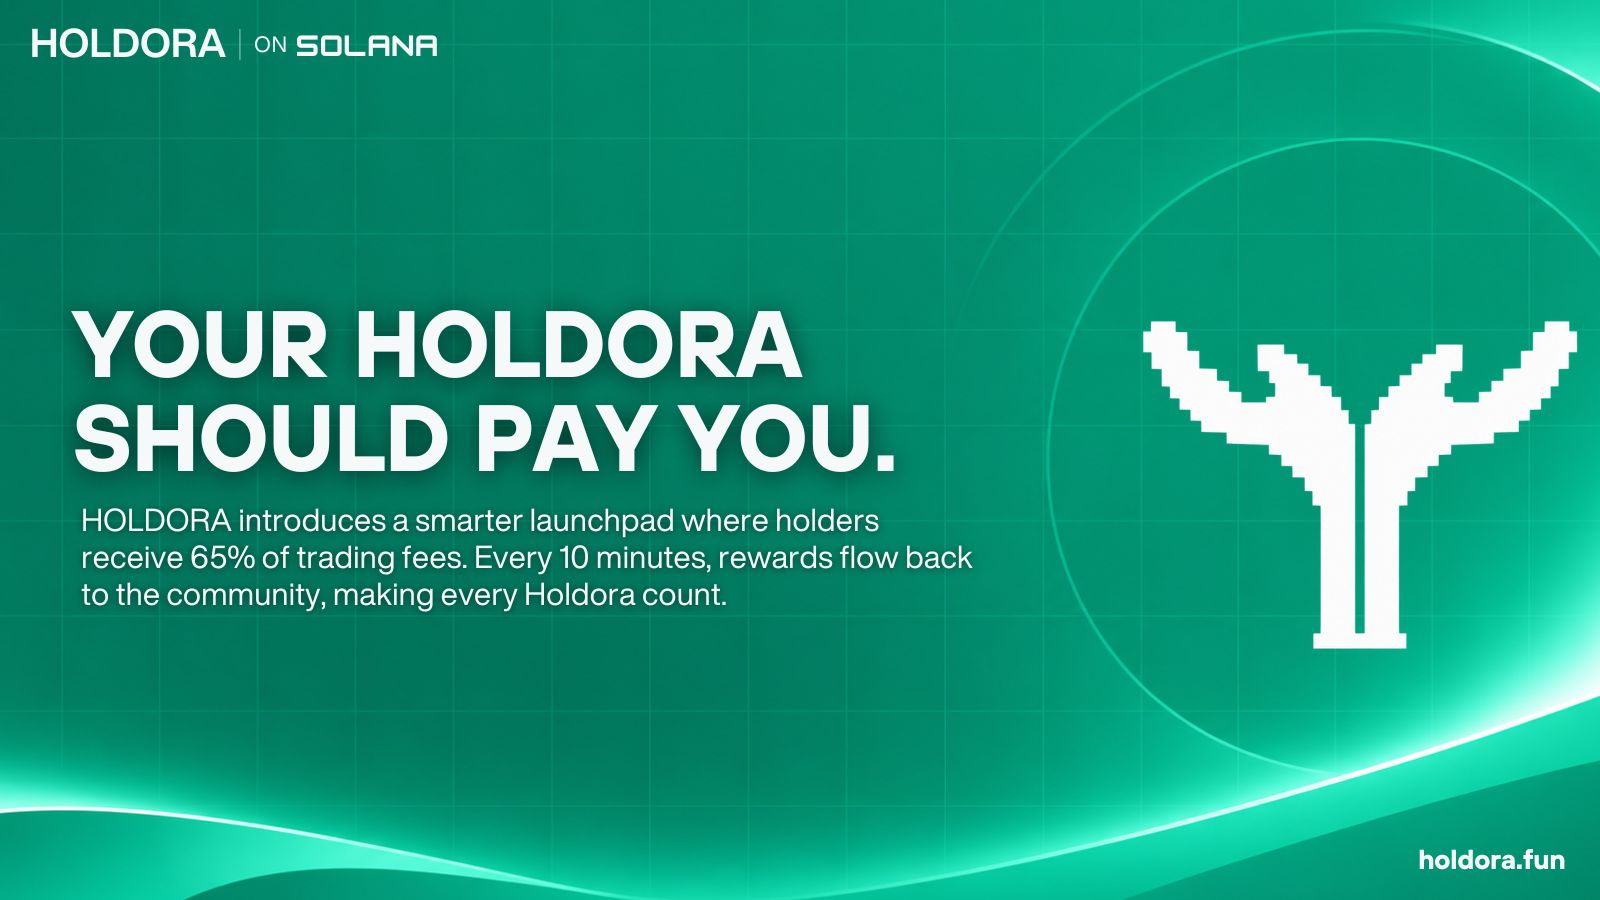 HOLDORA | ON SOLANA
YOUR HOLDORA
SHOULD PAY YOU.
HOLDORA introduces a smarter launchpad where holders
receive 65% of trading fees. Every 10 minutes, rewards flow back
to the community, making every Holdora count.
holdora.fun